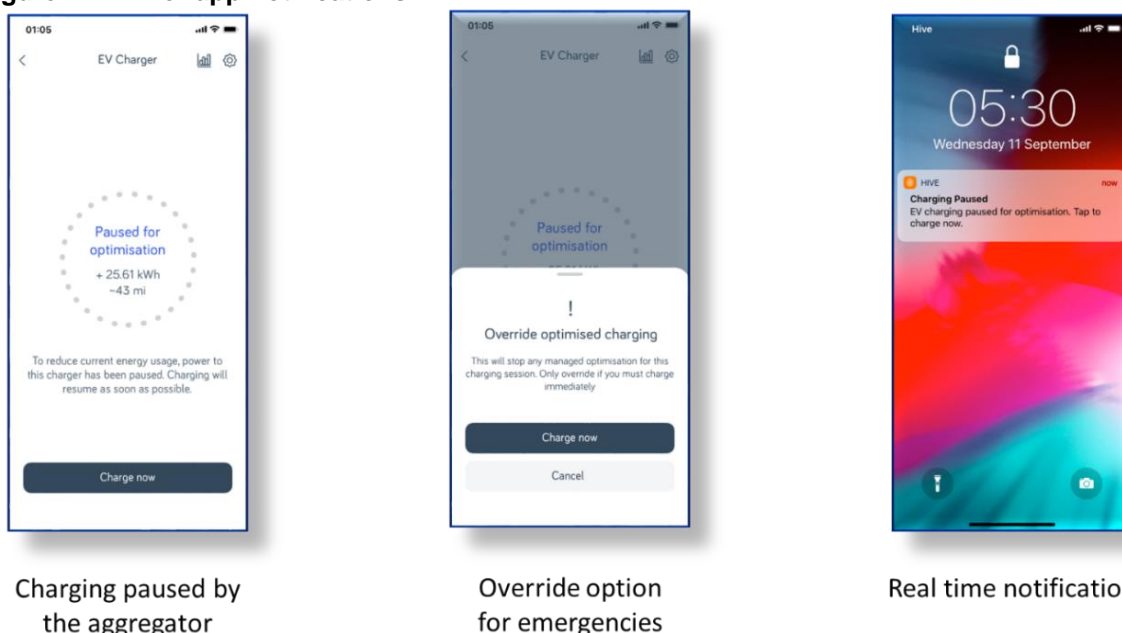 01:05
EV Charger
Paused for
optimisation
+ 25.61 kWh
~43 mi
To reduce current energy usage, power to
this charger has been paused. Charging will
resume as soon as possible.
Charge now
Charging paused by
the aggregator
01:05
EV Charger
Paused for
optimisation
!
Override optimised charging
This will stop any managed optimisation for this
charging session. Only override if you must charge
immediately
Charge now
Cancel
Override option
for emergencies
Hive
05:30
Wednesday 11 September
HIVE now
Charging Paused
EV charging paused for optimisation. Tap to
charge now.
Real time notificatio